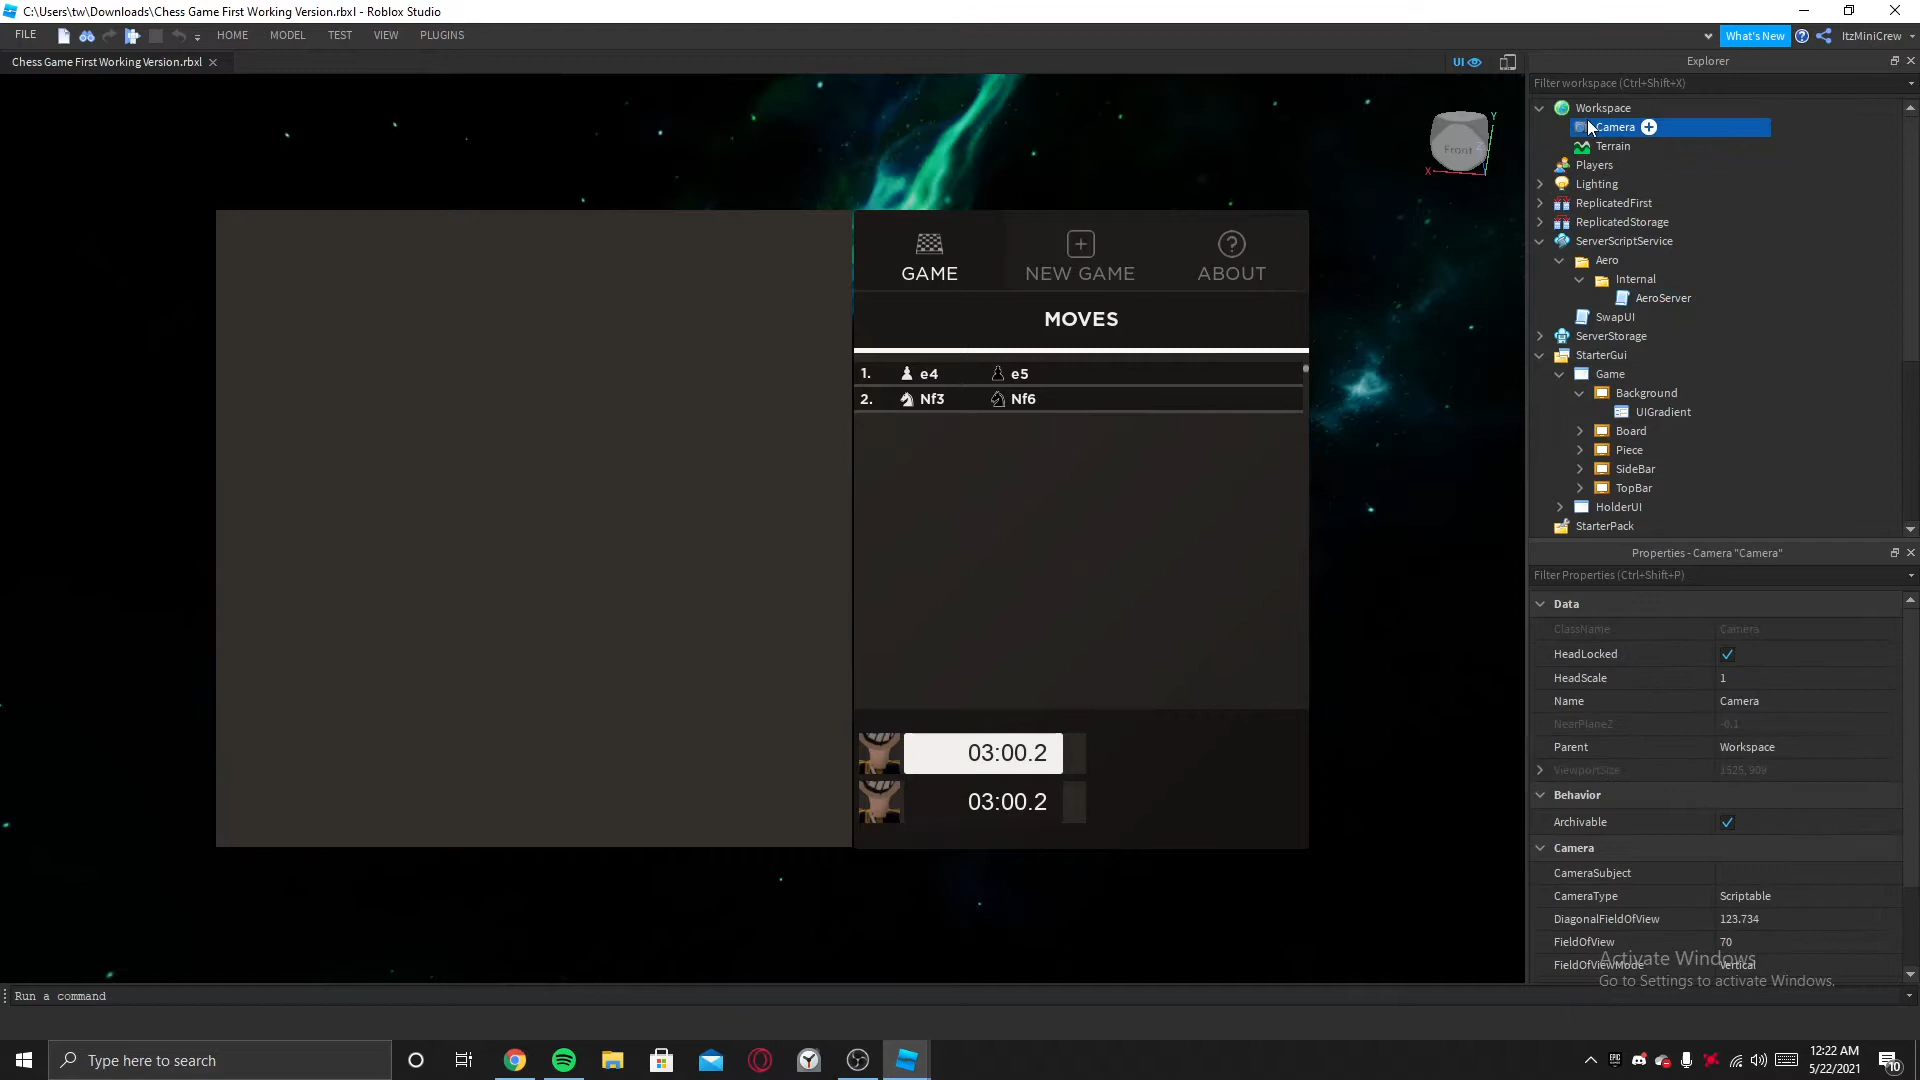 C:\Users\tw\Downloads\Chess Game First Working Version.rbxl - Roblox Studio
FILE HOME MODEL TEST VIEW PLUGINS What's New ItzMiniCrew
Chess Game First Working Version.rbxl UI
Explorer
Filter workspace (Ctrl+Shift+X)
Workspace
Camera
Terrain
Players
Lighting
ReplicatedFirst
ReplicatedStorage
ServerScriptService
Aero
Internal
AeroServer
SwapUI
ServerStorage
StarterGui
Game
Background
UIGradient
Board
Piece
SideBar
TopBar
HolderUI
StarterPack
Front
X
Y
Z
GAME NEW GAME ABOUT
MOVES
1. e4 e5
2. Nf3 Nf6
03:00.2
03:00.2
Properties - Camera "Camera"
Filter Properties (Ctrl+Shift+P)
Data
ClassName Camera
HeadLocked
HeadScale 1
Name Camera
NearPlaneZ -0.1
Parent Workspace
ViewportSize 1525, 909
Behavior
Archivable
Camera
CameraSubject
CameraType Scriptable
DiagonalFieldOfView 123.734
FieldOfView 70
FieldOfViewMode Vertical
Activate Windows
Go to Settings to activate Windows.
Run a command
Type here to search
12:22 AM
5/22/2021
10